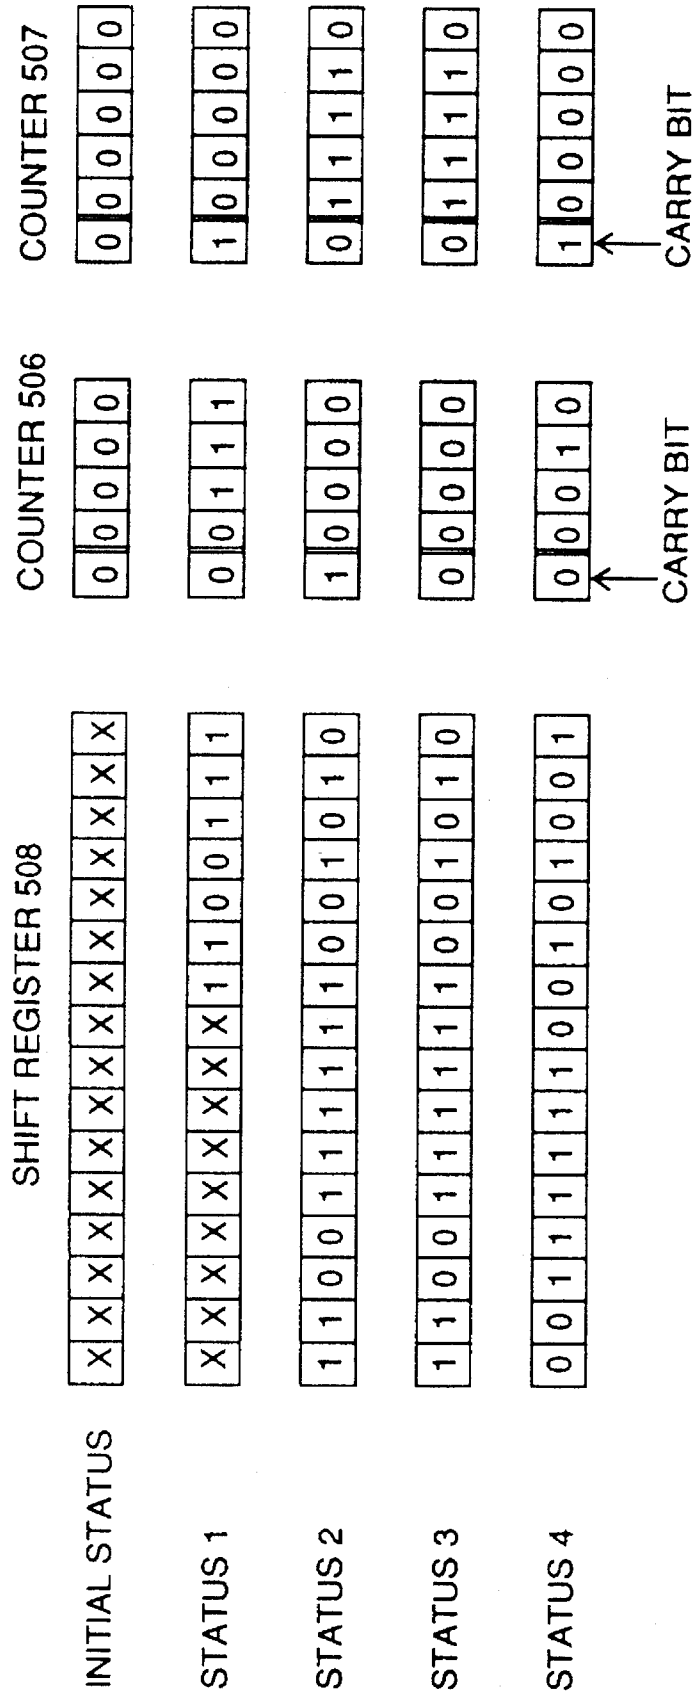 SHIFT REGISTER 508 COUNTER 506 COUNTER 507
INITIAL STATUS X X X X X X X X X X X X X X X X 0 0 0 0 0 0 0 0 0 0 0
STATUS 1 X X X X X X X X X 1 1 0 0 1 1 1 0 0 1 1 1 1 0 0 0 0 0
STATUS 2 1 1 0 0 1 1 1 1 1 1 0 0 1 0 1 0 1 0 0 0 0 0 1 1 1 1 0
STATUS 3 1 1 0 0 1 1 1 1 1 1 0 0 1 0 1 0 0 0 0 0 0 0 1 1 1 1 0
STATUS 4 0 0 1 1 1 1 1 1 0 0 1 0 1 0 0 1 0 0 0 1 0 1 0 0 0 0 0
CARRY BIT CARRY BIT